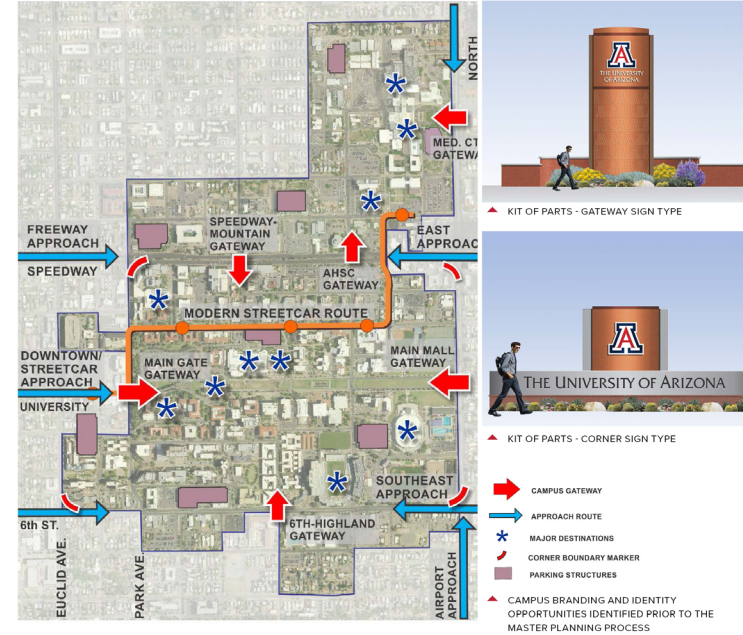 NORTH
MED. CT
GATEWA
FREEWAY
APPROACH
SPEEDWAY
SPEEDWAY-
MOUNTAIN
GATEWAY
EAST
APPROAC
AHSC
GATEWAY
MODERN STREETCAR ROUTE
DOWNTOWN/
STREETCAR
APPROACH
UNIVERSITY
MAIN GATE
GATEWAY
MAIN MALL
GATEWAY
SOUTHEAST
APPROACH
6th ST.
6TH-HIGHLAND
GATEWAY
EUCLID AVE.
PARK AVE.
AIRPORT
APPROACH
A
THE UNIVERSITY
OF ARIZONA
KIT OF PARTS - GATEWAY SIGN TYPE
A
THE UNIVERSITY OF ARIZONA
KIT OF PARTS - CORNER SIGN TYPE
CAMPUS GATEWAY
APPROACH ROUTE
MAJOR DESTINATIONS
CORNER BOUNDARY MARKER
PARKING STRUCTURES
CAMPUS BRANDING AND IDENTITY
OPPORTUNITIES IDENTIFIED PRIOR TO THE
MASTER PLANNING PROCESS